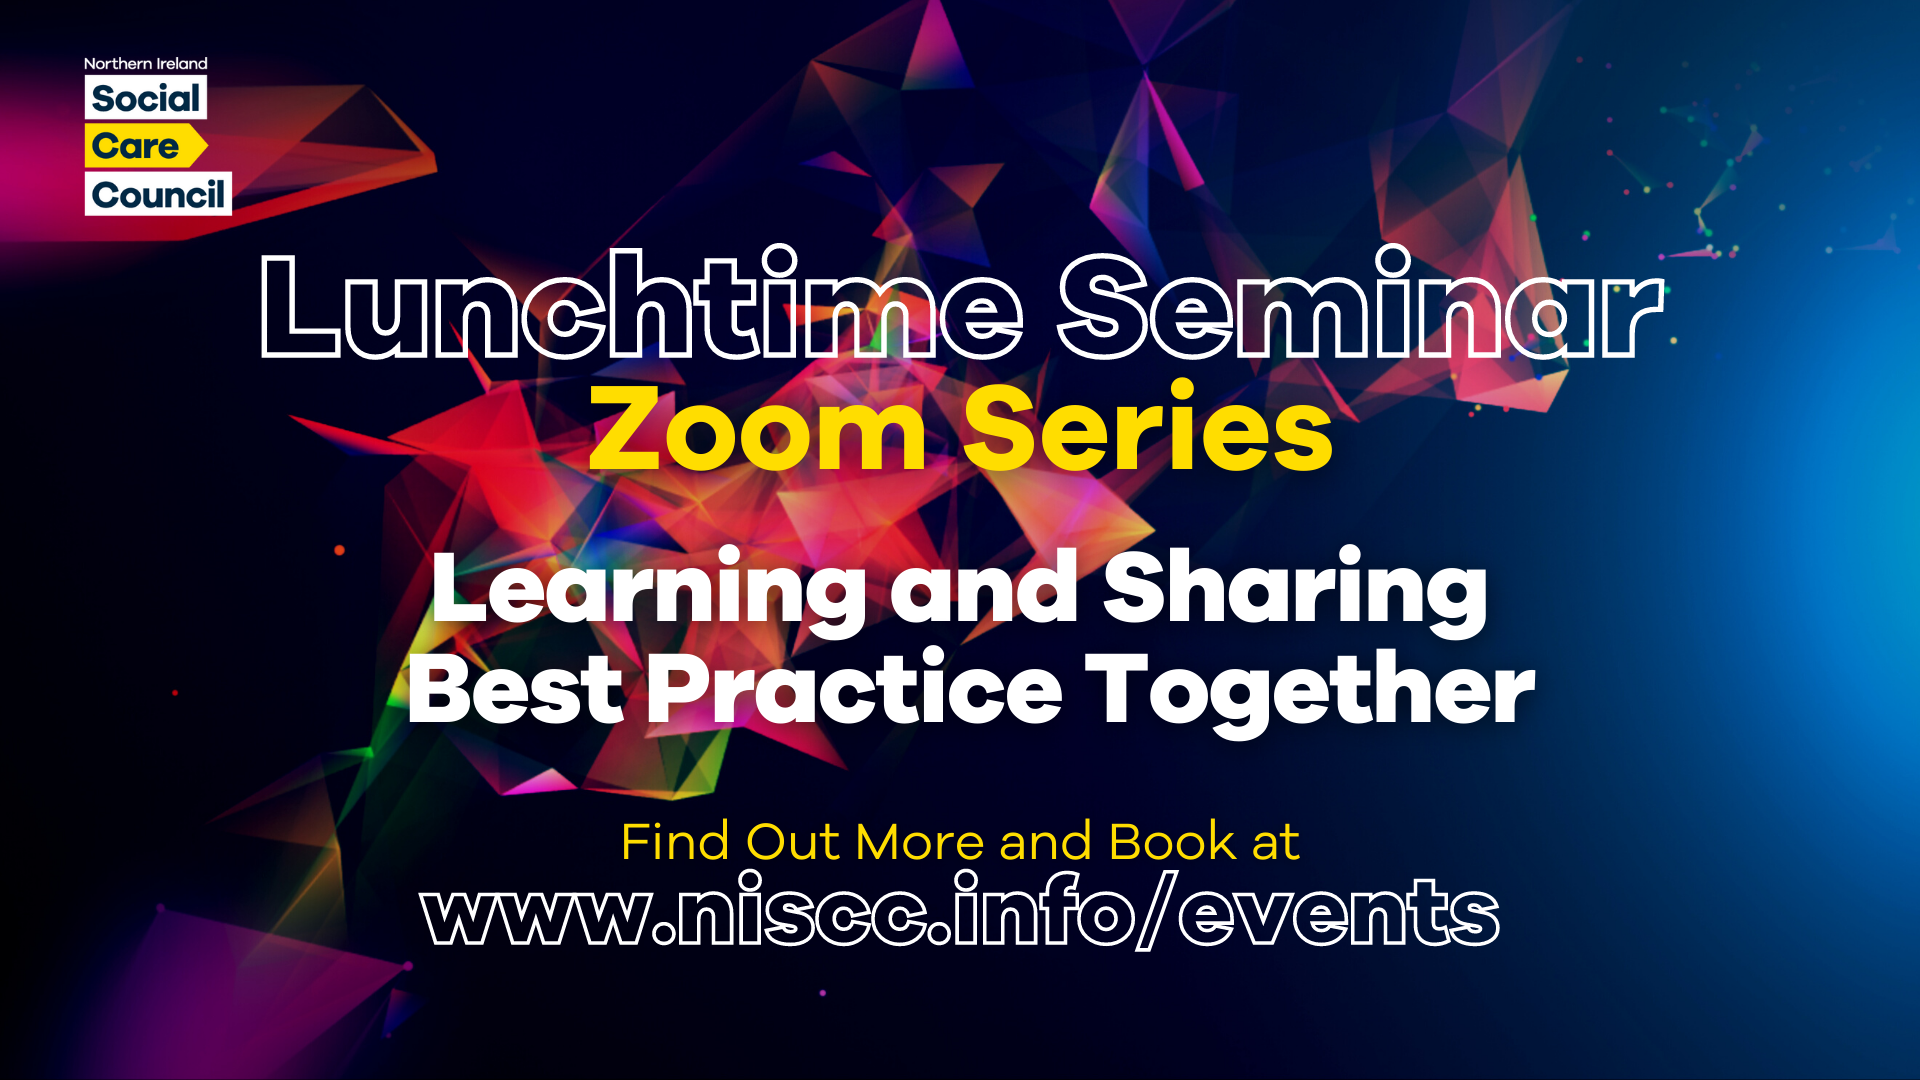 Northern Ireland
Social
Care
Council
Lunchtime Seminar
Zoom Series
Learning and Sharing
Best Practice Together
Find Out More and Book at
www.niscc.info/events